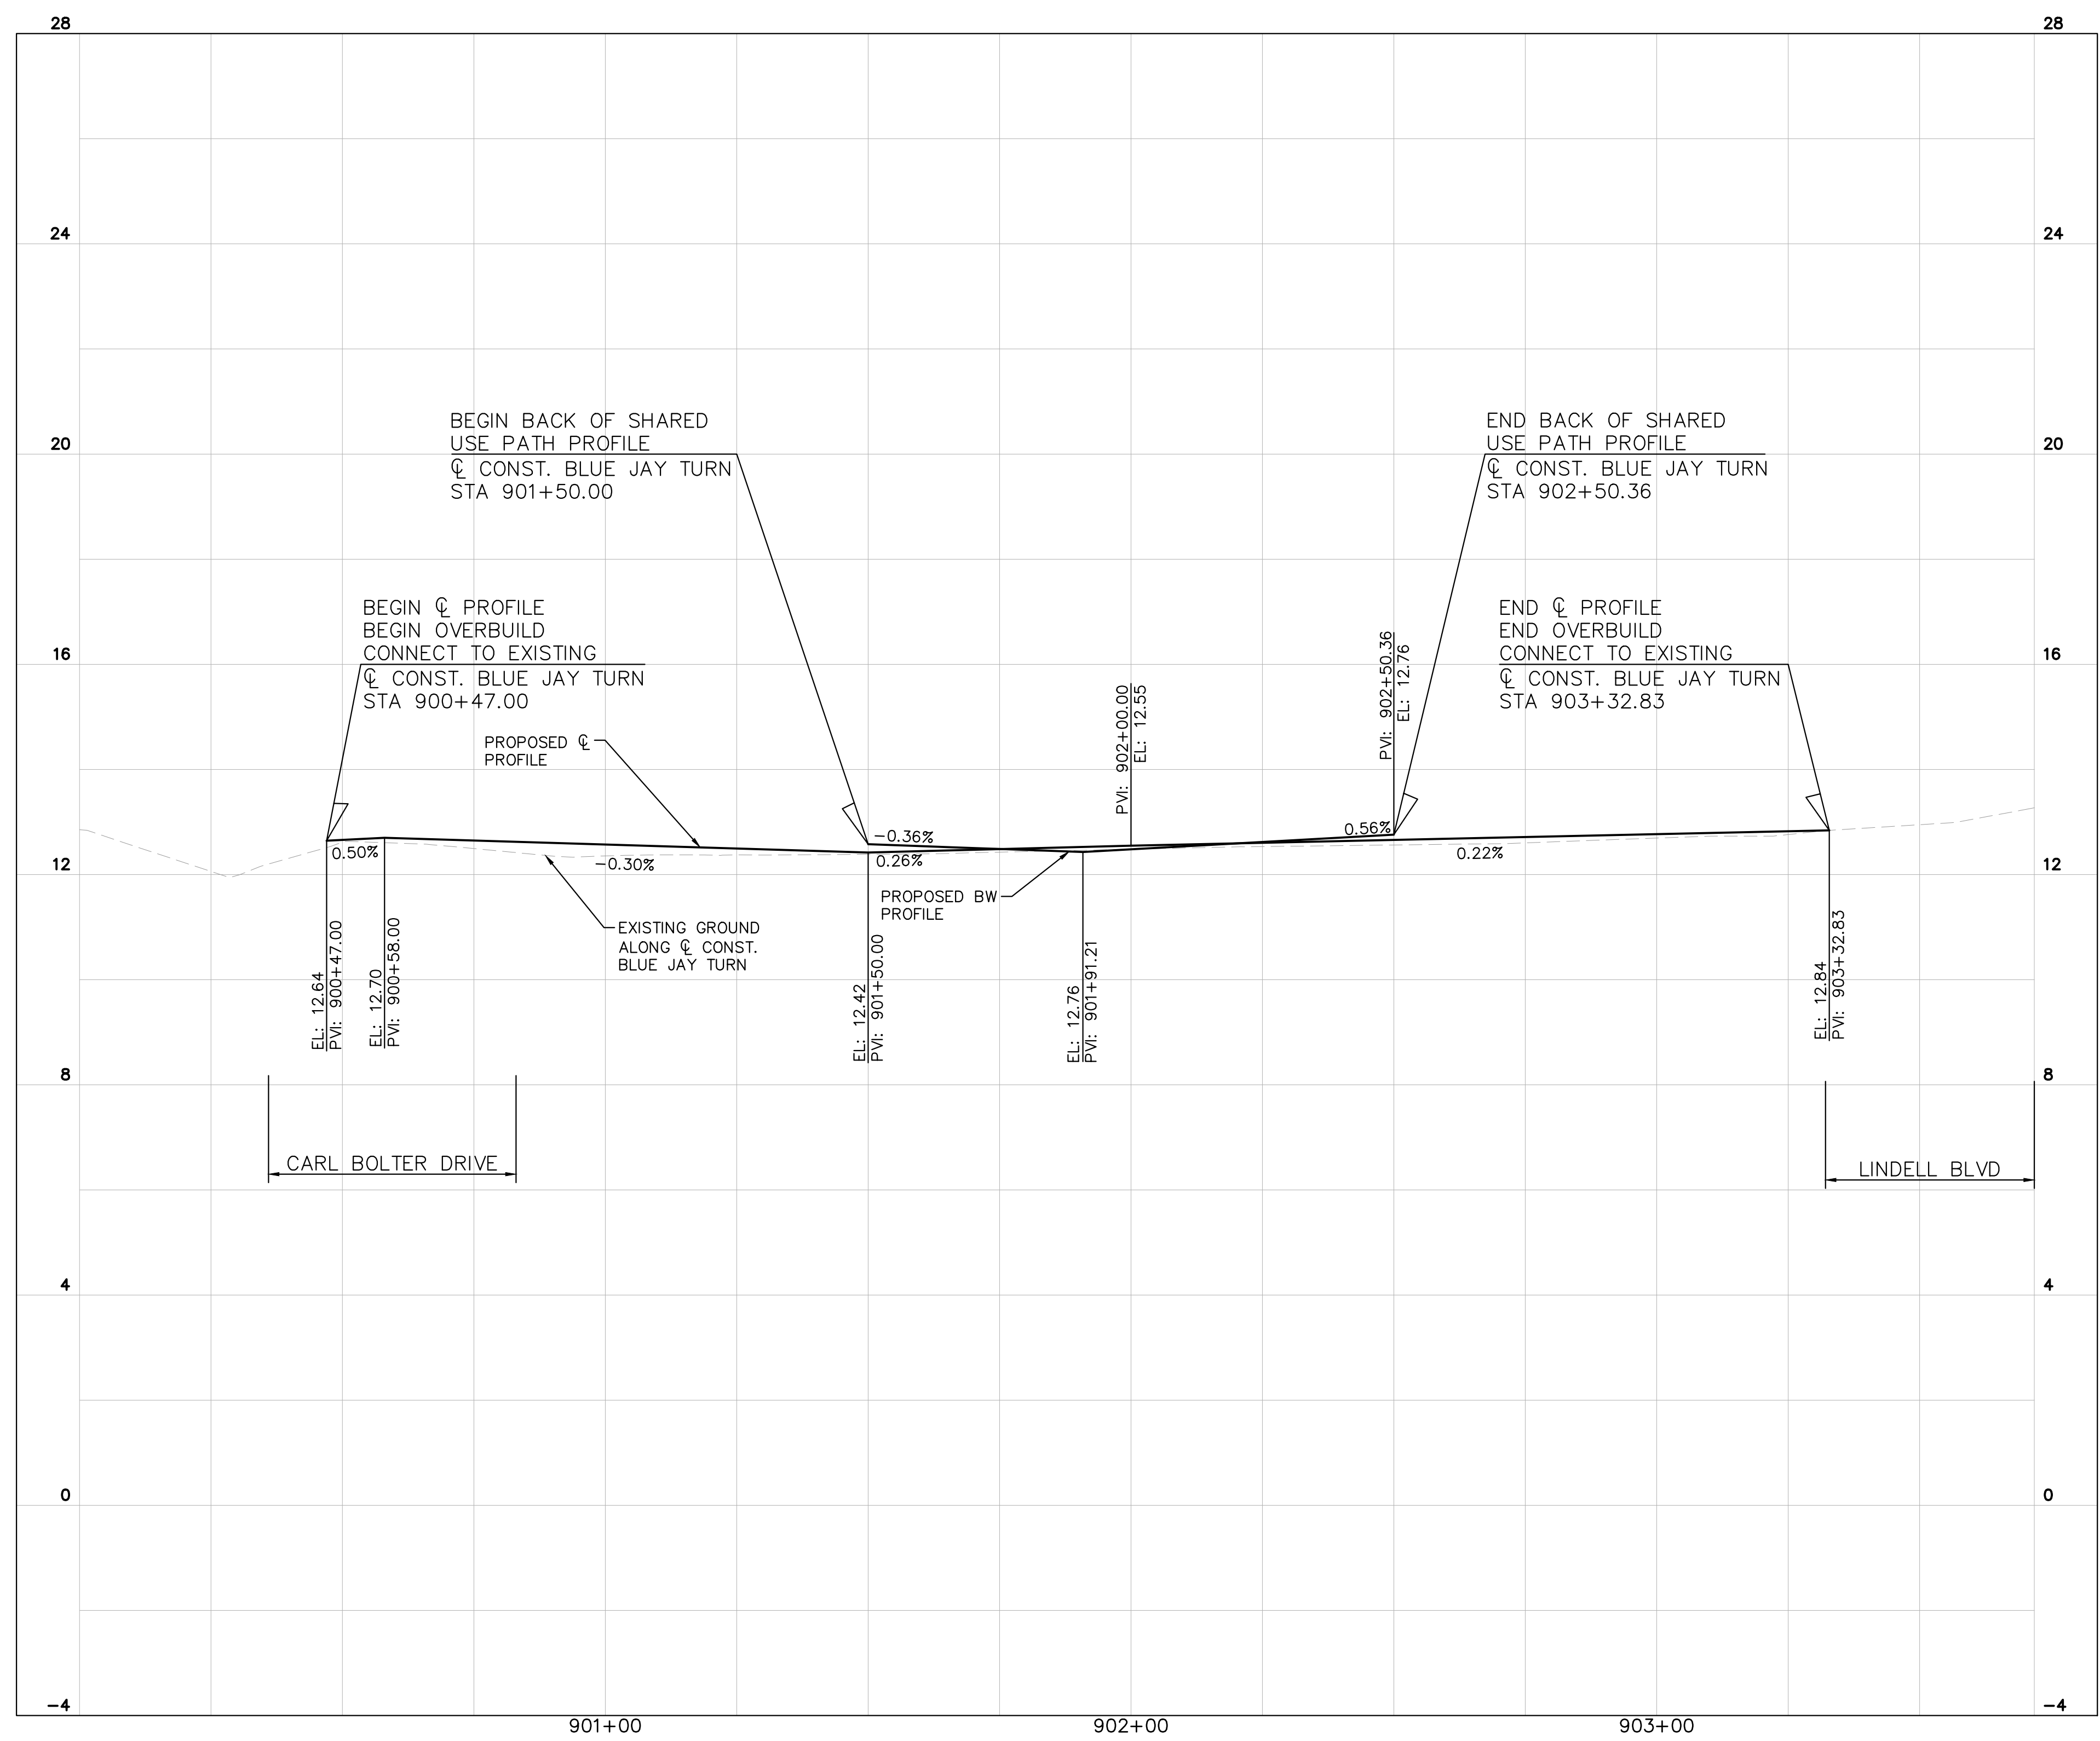 28
28
24
24
BEGIN BACK OF SHARED
USE PATH PROFILE
℄ CONST. BLUE JAY TURN
STA 901+50.00
END BACK OF SHARED
USE PATH PROFILE
℄ CONST. BLUE JAY TURN
STA 902+50.36
20
20
BEGIN ℄ PROFILE
BEGIN OVERBUILD
CONNECT TO EXISTING
℄ CONST. BLUE JAY TURN
STA 900+47.00
END ℄ PROFILE
END OVERBUILD
CONNECT TO EXISTING
℄ CONST. BLUE JAY TURN
STA 903+32.83
16
16
PVI: 902+00.00
EL: 12.55
PVI: 902+50.36
EL: 12.76
PROPOSED ℄
PROFILE
-0.36%
0.56%
0.50%
-0.30%
0.26%
0.22%
12
12
PROPOSED BW
PROFILE
EXISTING GROUND
ALONG ℄ CONST.
BLUE JAY TURN
EL: 12.64
PVI: 900+47.00
EL: 12.70
PVI: 900+58.00
EL: 12.42
PVI: 901+50.00
EL: 12.76
PVI: 901+91.21
EL: 12.84
PVI: 903+32.83
8
8
CARL BOLTER DRIVE
LINDELL BLVD
4
4
0
0
-4
-4
901+00
902+00
903+00